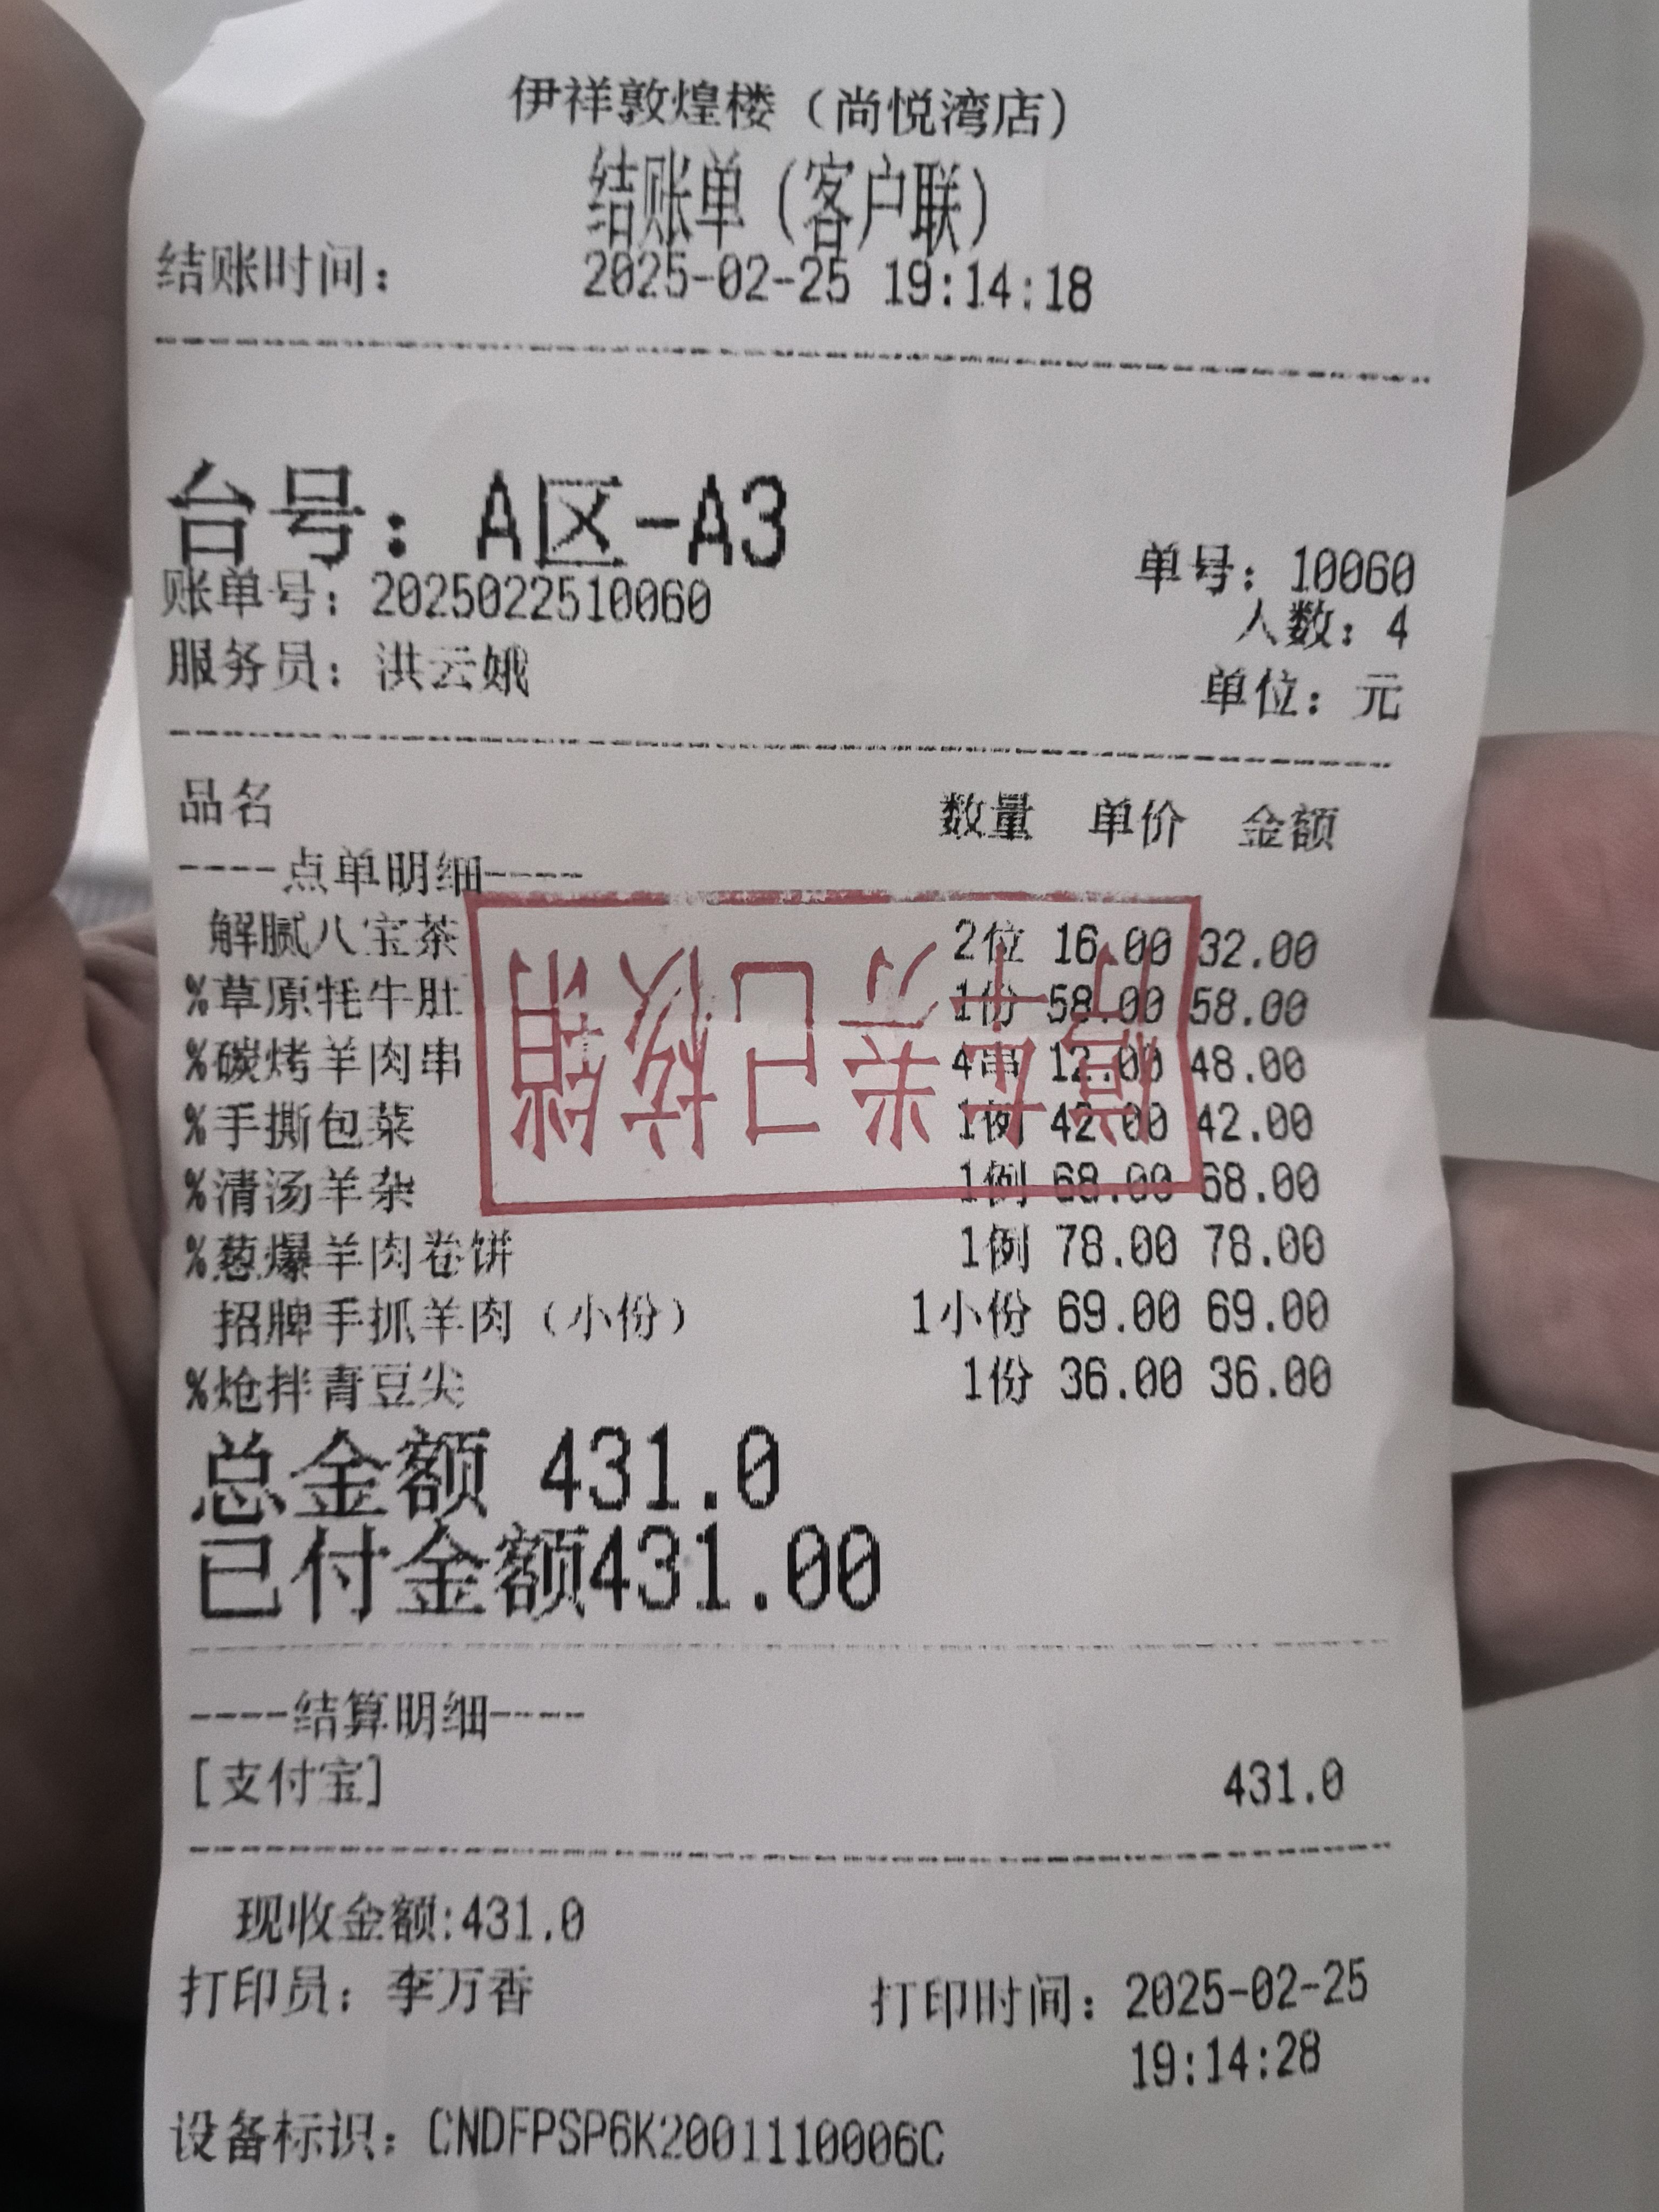 伊祥敦煌楼（尚悦湾店）
结账单（客户联）
结账时间： 2025-02-25 19:14:18
台号：A区-A3
单号：10060
账单号：2025022510060
人数：4
服务员：洪云娥
单位：元
品名 数量 单价 金额
----点单明细----
解腻八宝茶 2位 16.00 32.00
%草原牦牛肚 1份 58.00 58.00
%碳烤羊肉串 4串 12.00 48.00
%手撕包菜 1例 42.00 42.00
%清汤羊杂 1例 68.00 68.00
%葱爆羊肉卷饼 1例 78.00 78.00
招牌手抓羊肉（小份） 1小份 69.00 69.00
%炝拌青豆尖 1份 36.00 36.00
总金额 431.0
已付金额431.00
----结算明细----
[支付宝] 431.0
现收金额:431.0
打印员：李万香 打印时间：2025-02-25
19:14:28
设备标识：CNDFPSP6K2001110006C